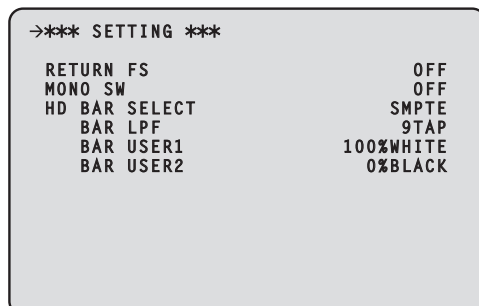 →*** SETTING ***
RETURN FS OFF
MONO SW OFF
HD BAR SELECT SMPTE
BAR LPF 9TAP
BAR USER1 100%WHITE
BAR USER2 0%BLACK